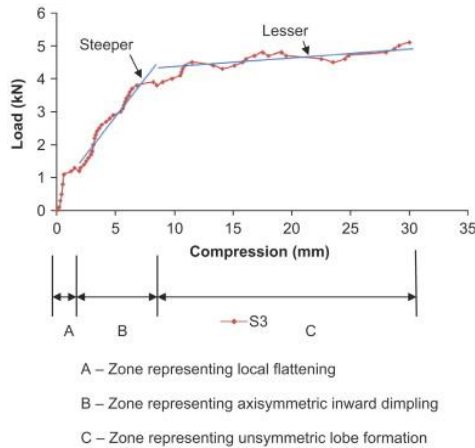 6
Steeper
Lesser
5
4
3
2
1
0
Load (kN)
0 5 10 15 20 25 30 35
Compression (mm)
A B S3 C
A – Zone representing local flattening
B – Zone representing axisymmetric inward dimpling
C – Zone representing unsymmetric lobe formation